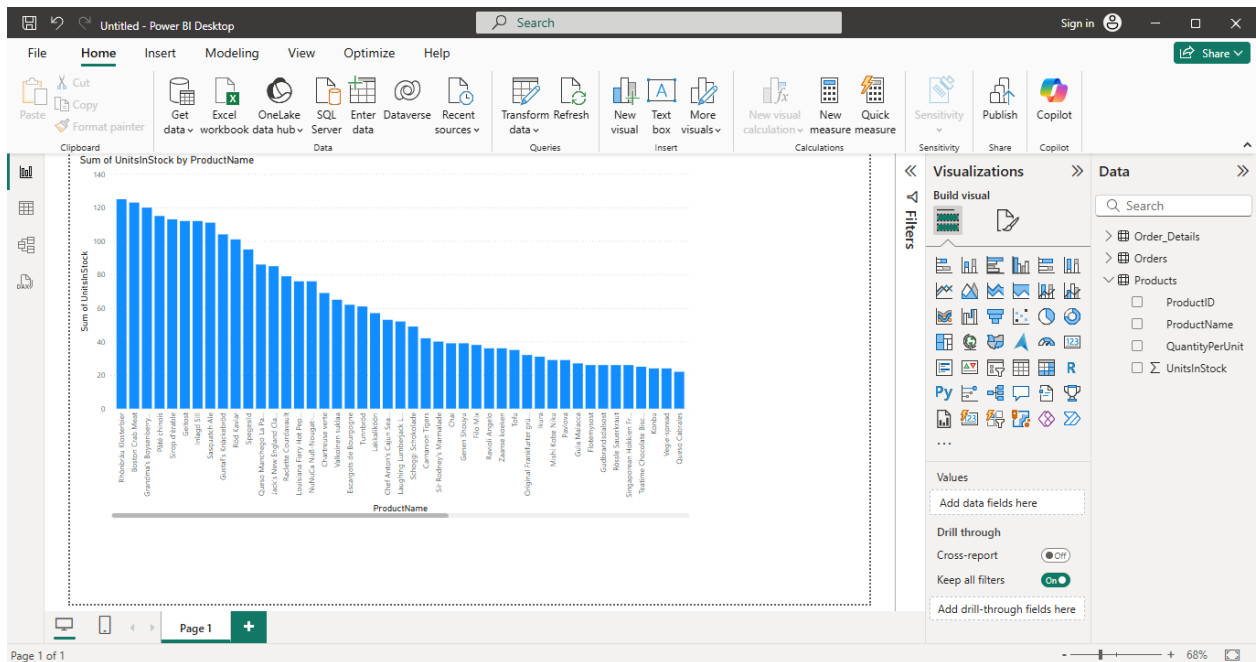 Untitled - Power BI Desktop
Search
Sign in
File Home Insert Modeling View Optimize Help
Share
Paste
Cut
Copy
Format painter
Clipboard
Get data
Excel workbook
OneLake data hub
SQL Server
Enter data
Dataverse
Recent sources
Data
Transform data
Refresh
Queries
New visual
Text box
More visuals
Insert
New visual calculation
New measure
Quick measure
Calculations
Sensitivity
Sensitivity
Publish
Share
Copilot
Copilot
Sum of UnitsInStock by ProductName
140
120
100
80
60
40
20
0
Sum of UnitsInStock
Rhönbräu Klosterbier
Boston Crab Meat
Grandma's Boysenberry...
Pâté chinois
Sirop d'érable
Geitost
Inlagd Sill
Sasquatch Ale
Gustaf's Knäckebröd
Röd Kaviar
Spegesild
Queso Manchego La Pa...
Jack's New England Cla...
Raclette Courdavault
Louisiana Fiery Hot Pep...
NuNuCa Nuß-Nougat-...
Chartreuse verte
Valkoinen suklaa
Escargots de Bourgogne
Tunnbröd
Lakkalikööri
Chef Anton's Cajun Sea...
Laughing Lumberjack L...
Schoggi Schokolade
Carnarvon Tigers
Sir Rodney's Marmalade
Chai
Genen Shouyu
Filo Mix
Ravioli Angelo
Zaanse koeken
Tofu
Original Frankfurter grü...
Ikura
Mishi Kobe Niku
Pavlova
Gula Malacca
Fløtemysost
Gudbrandsdalsost
Rössle Sauerkraut
Singaporean Hokkien Fr...
Teatime Chocolate Bisc...
Konbu
Vegie-spread
Queso Cabrales
ProductName
Filters
Visualizations
Build visual
123
R
Py
Values
Add data fields here
Drill through
Cross-report
Off
Keep all filters
On
Add drill-through fields here
Data
Search
Order_Details
Orders
Products
ProductID
ProductName
QuantityPerUnit
Σ UnitsInStock
Page 1
Page 1 of 1
- + 68%